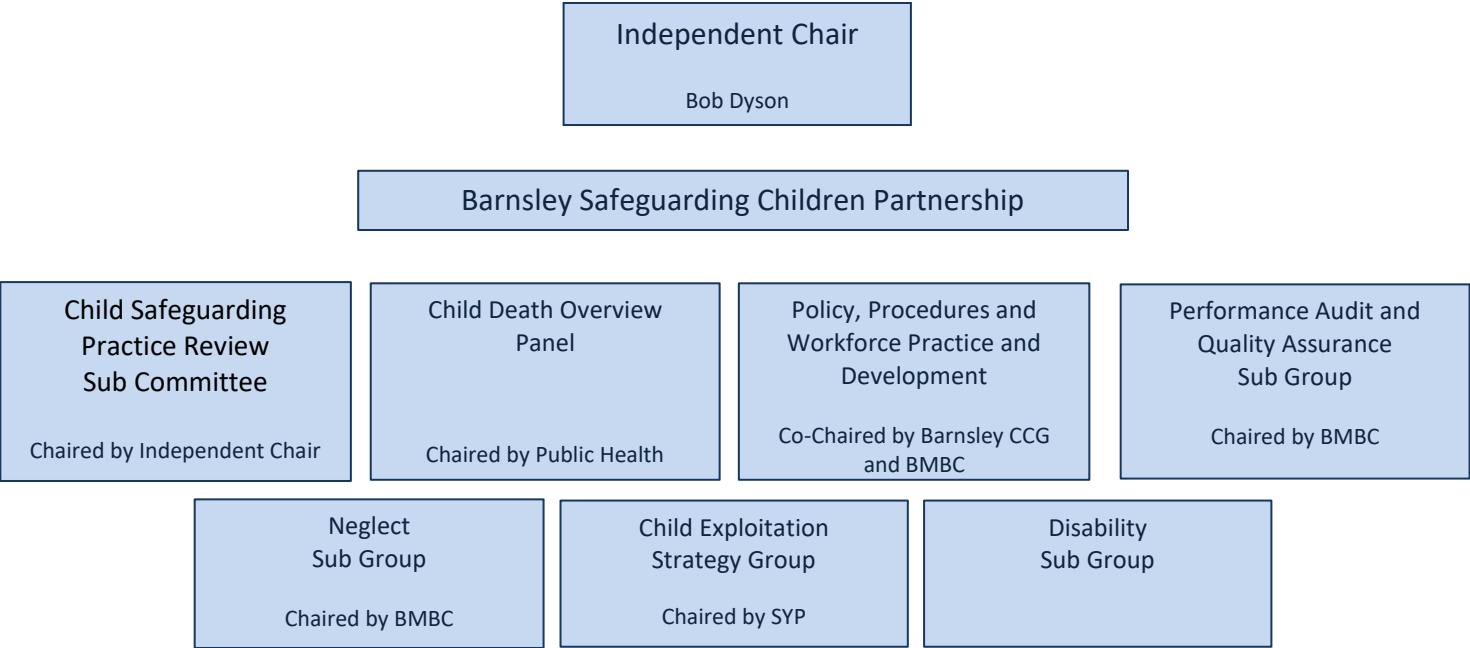 Independent Chair
Bob Dyson
Barnsley Safeguarding Children Partnership
Child Safeguarding
Practice Review
Sub Committee
Chaired by Independent Chair
Child Death Overview
Panel
Chaired by Public Health
Policy, Procedures and
Workforce Practice and
Development
Co-Chaired by Barnsley CCG
and BMBC
Performance Audit and
Quality Assurance
Sub Group
Chaired by BMBC
Neglect
Sub Group
Chaired by BMBC
Child Exploitation
Strategy Group
Chaired by SYP
Disability
Sub Group